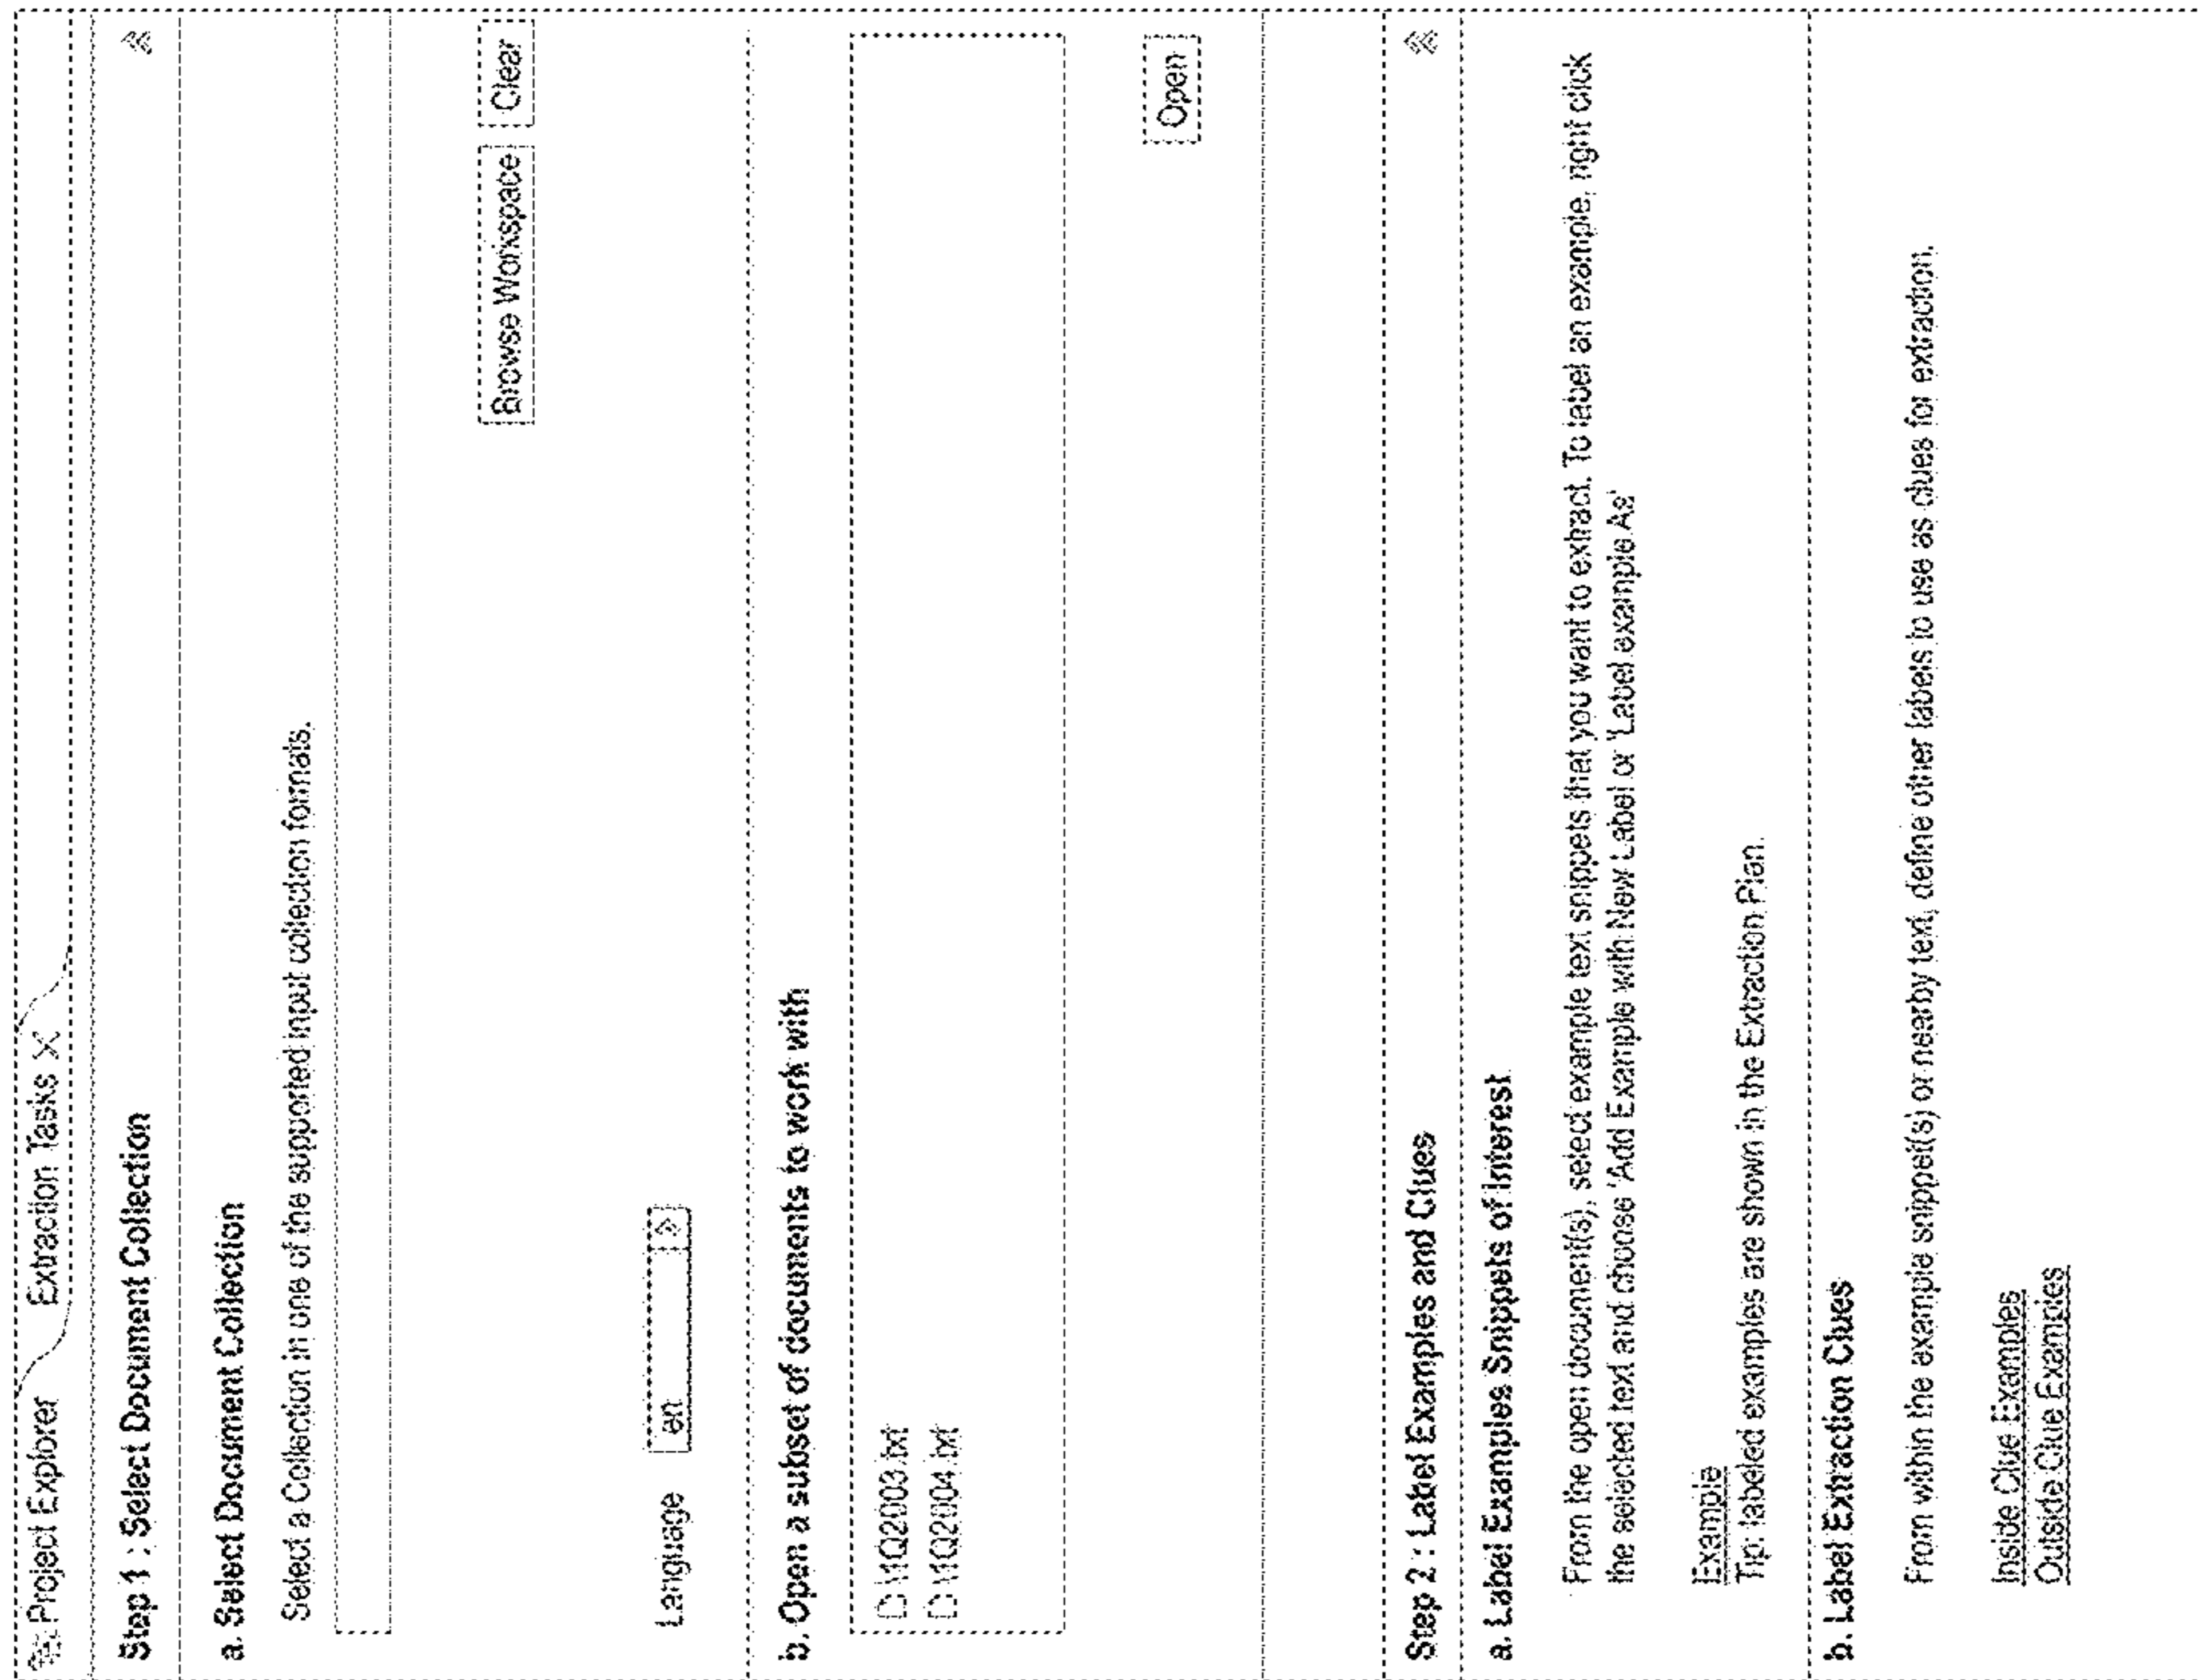 Project Explorer
Extraction Tasks X
Step 1 : Select Document Collection
a. Select Document Collection
Select a Collection in one of the supported input collection formats.
Browse Workspace
Clear
Language
en
b. Open a subset of documents to work with
\1Q2003.txt
\1Q2004.txt
Open
Step 2 : Label Examples and Clues
a. Label Examples Snippets of Interest
From the open document(s), select example text snippets that you want to extract. To label an example, right click
the selected text and choose 'Add Example with New Label or 'Label example As'
Example
Tip: labeled examples are shown in the Extraction Plan.
b. Label Extraction Clues
From within the example snippet(s) or nearby text, define other labels to use as clues for extraction.
Inside Clue Examples
Outside Clue Examples